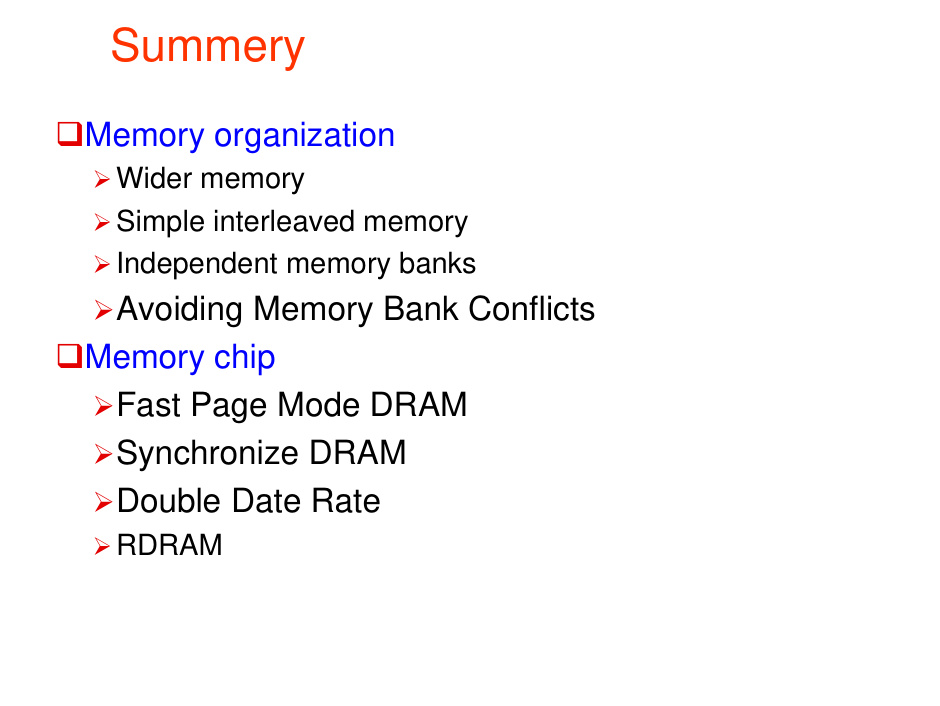 Summery
Memory organization
Wider memory
Simple interleaved memory
Independent memory banks
Avoiding Memory Bank Conflicts
Memory chip
Fast Page Mode DRAM
Synchronize DRAM
Double Date Rate
RDRAM